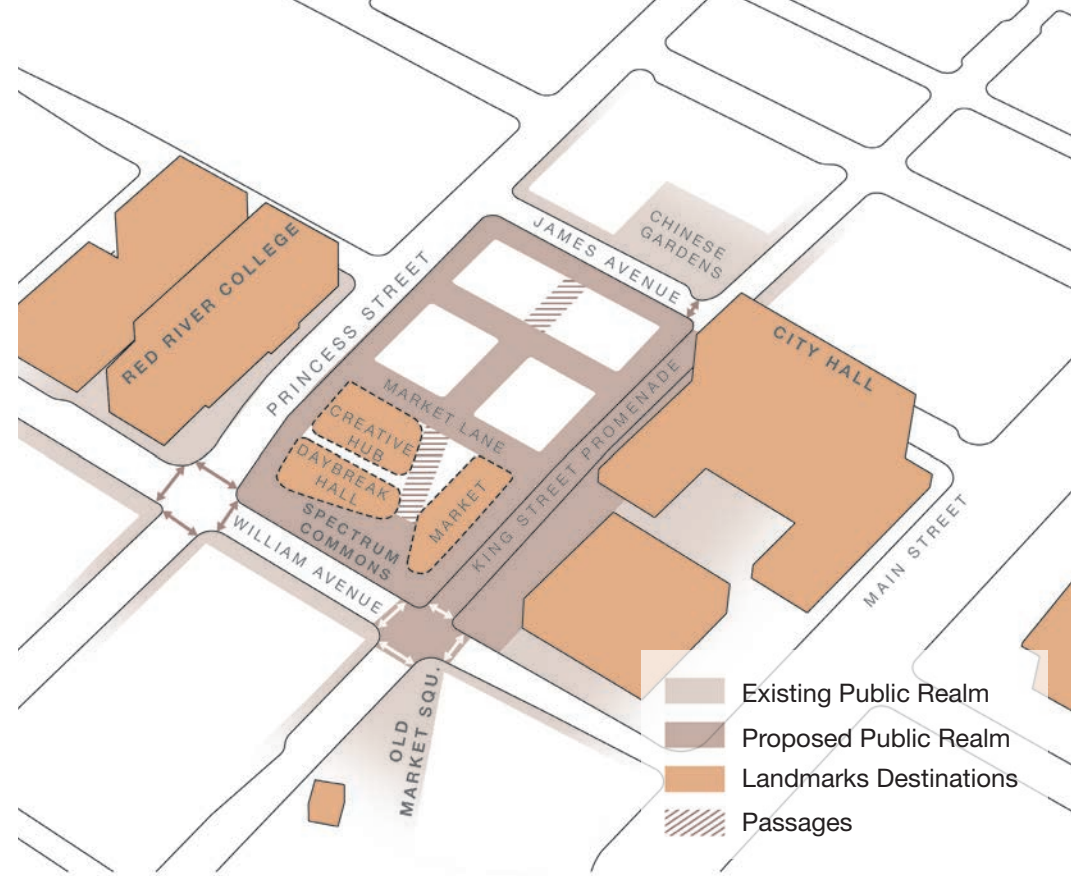 CHINESE
GARDENS
JAMES AVENUE
RED RIVER COLLEGE
PRINCESS STREET
CITY HALL
MARKET LANE
CREATIVE
HUB
DAYBREAK
HALL
MARKET
KING STREET PROMENADE
SPECTRUM
COMMONS
WILLIAM AVENUE
MAIN STREET
OLD
MARKET SQU.
Existing Public Realm
Proposed Public Realm
Landmarks Destinations
Passages